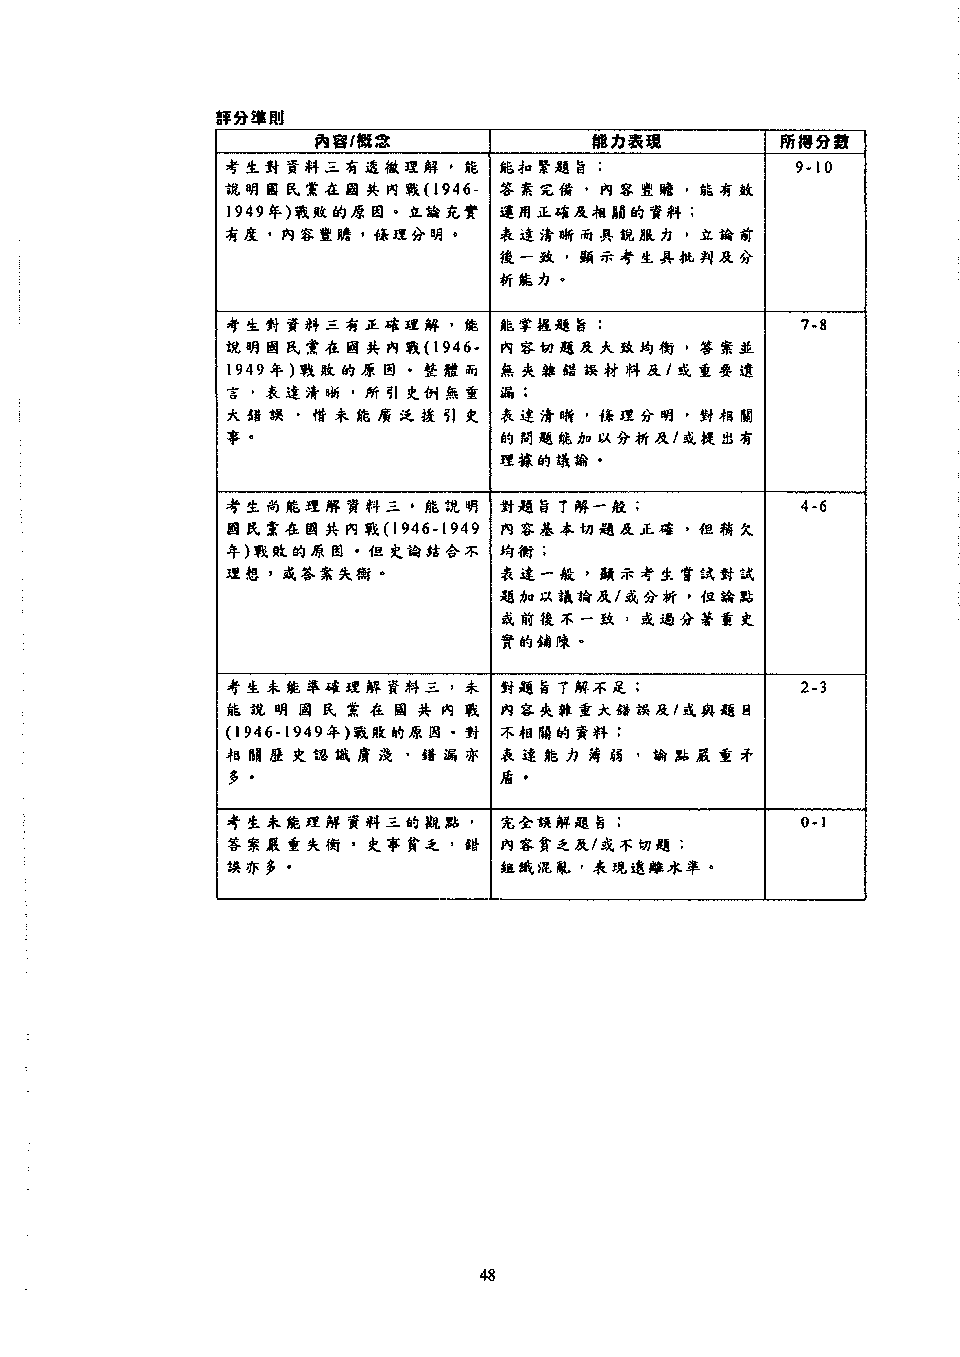 評分準則
內容/概念 能力表現 所得分數
考生對資料三有透徹理解，能
說明國民黨在國共內戰(1946-
1949年)戰敗的原因。立論充實
有度，內容豐贍，條理分明。
能扣緊題旨；
答案完備，內容豐贍，能有效
運用正確及相關的資料；
表達清晰而具說服力，立論前
後一致，顯示考生具批判及分
析能力。
9-10
考生對資料三有正確理解，能
說明國民黨在國共內戰(1946-
1949年)戰敗的原因。整體而
言，表達清晰，所引史例無重
大錯誤，惜未能廣泛援引史
事。
能掌握題旨；
內容切題及大致均衡，答案並
無夾雜錯誤材料及/或重要遺
漏；
表達清晰，條理分明，對相關
的問題能加以分析及/或提出有
理據的議論。
7-8
考生尚能理解資料三，能說明
國民黨在國共內戰(1946-1949
年)戰敗的原因。但史論結合不
理想，或答案失衡。
對題旨了解一般；
內容基本切題及正確，但稍欠
均衡；
表達一般，顯示考生嘗試對試
題加以議論及/或分析，但論點
或前後不一致，或過分著重史
實的鋪陳。
4-6
考生未能準確理解資料三，未
能說明國民黨在國共內戰
(1946-1949年)戰敗的原因。對
相關歷史認識膚淺，錯漏亦
多。
對題旨了解不足；
內容夾雜重大錯誤及/或與題目
不相關的資料；
表達能力薄弱，論點嚴重矛
盾。
2-3
考生未能理解資料三的觀點，
答案嚴重失衡。史事貧乏，錯
誤亦多。
完全誤解題旨；
內容貧乏及/或不切題；
組織混亂，表現遠離水準。
0-1
48